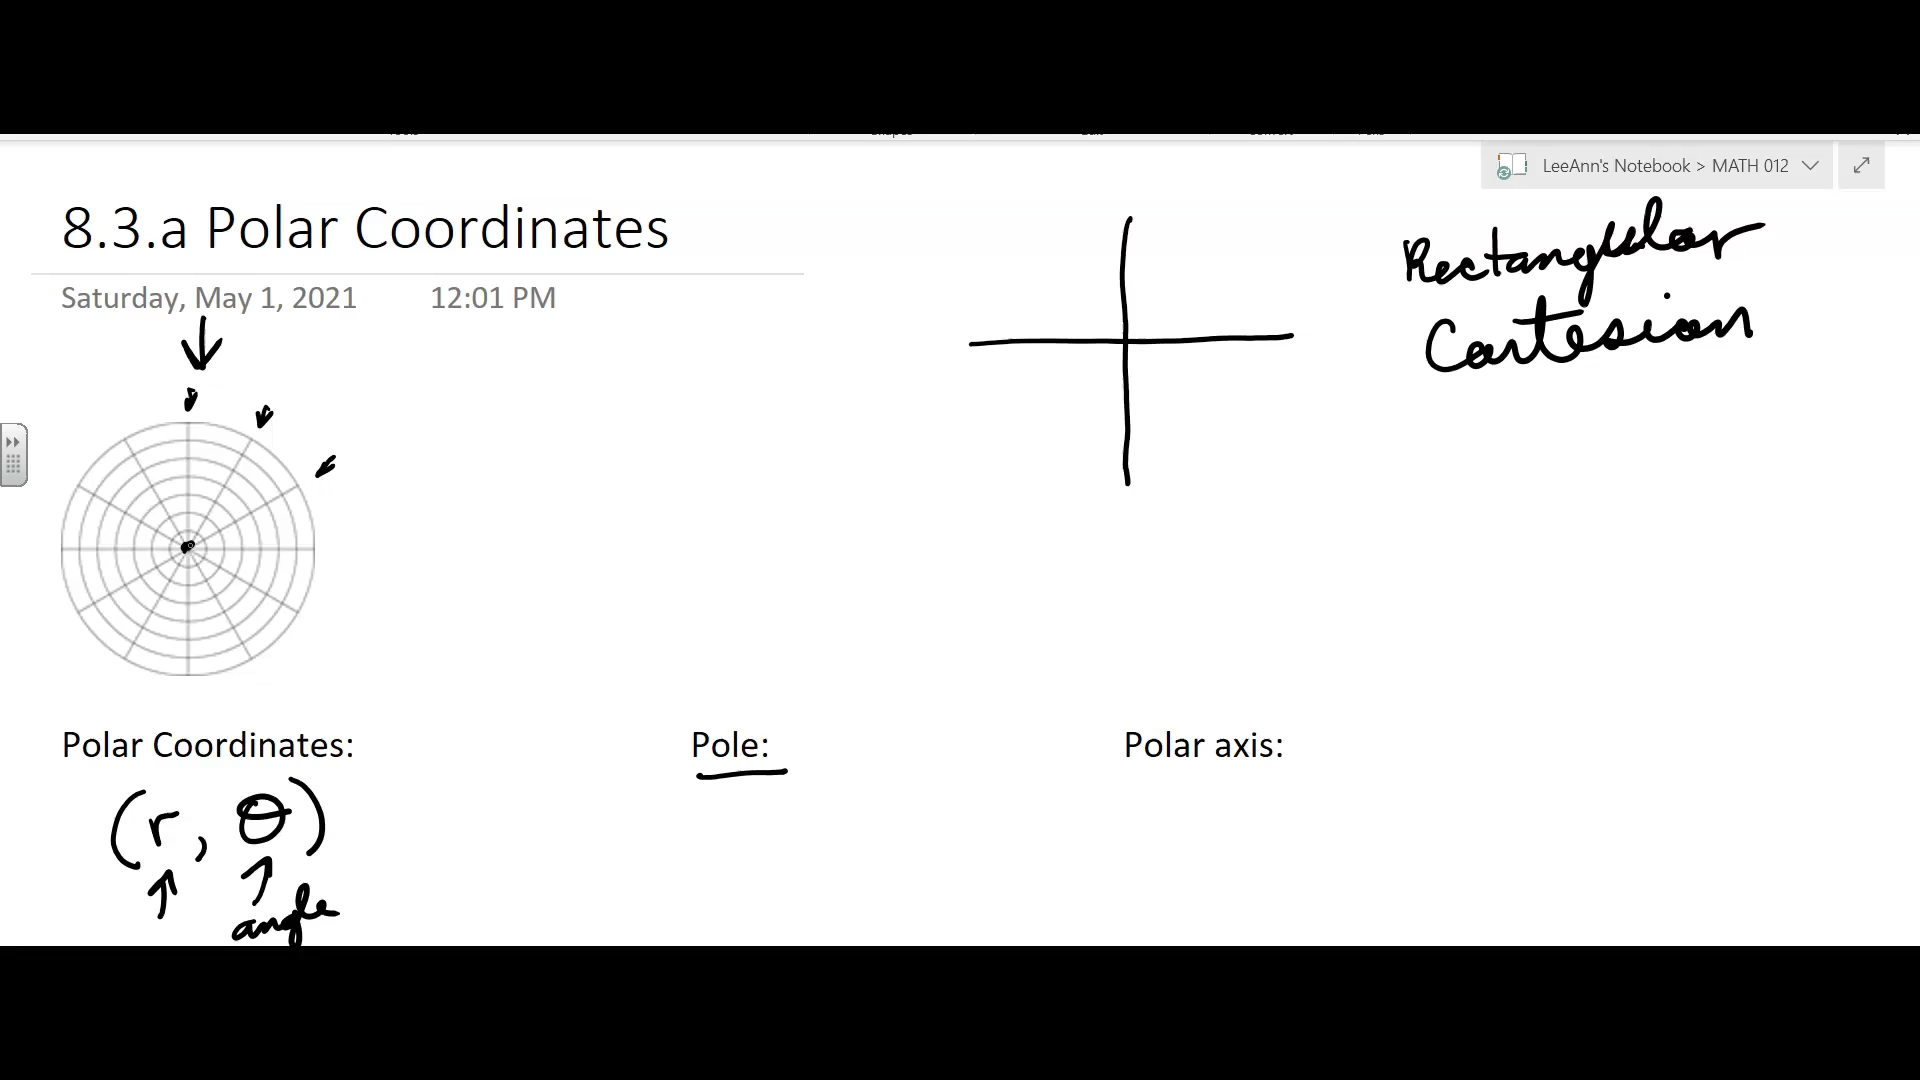 LeeAnn's Notebook > MATH 012
8.3.a Polar Coordinates
Saturday, May 1, 2021 12:01 PM
Rectangular
Cartesian
Polar Coordinates:
Pole:
Polar axis:
(r, θ)
angle